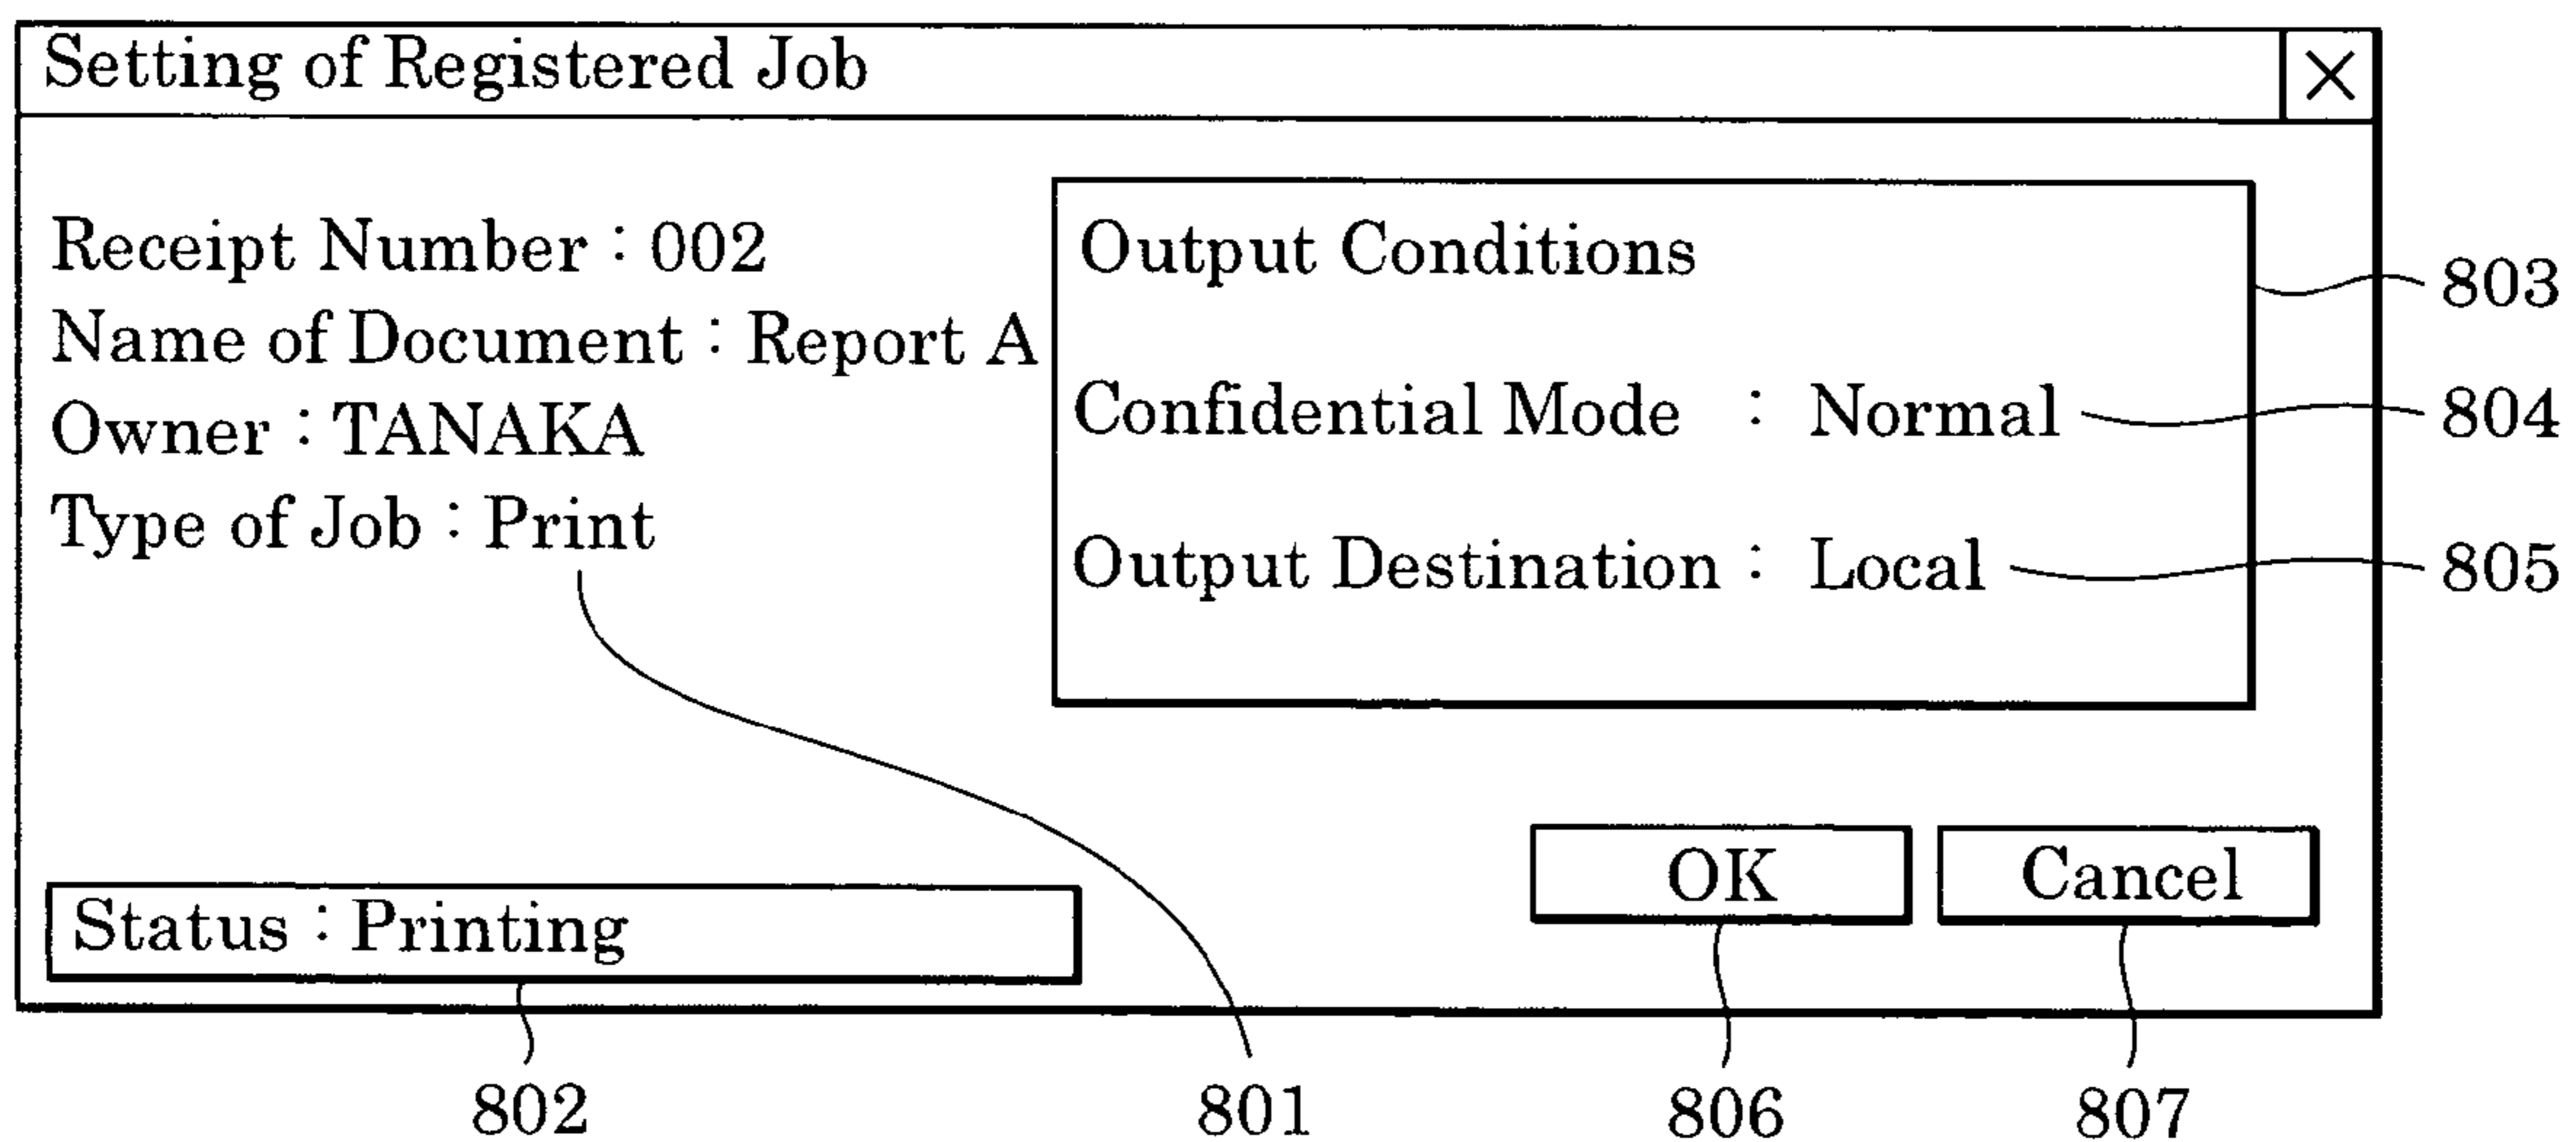 Setting of Registered Job ×
Receipt Number : 002
Name of Document : Report A
Owner : TANAKA
Type of Job : Print
Output Conditions
Confidential Mode : Normal
Output Destination : Local
803
804
805
OK
Cancel
Status : Printing
802
801
806
807